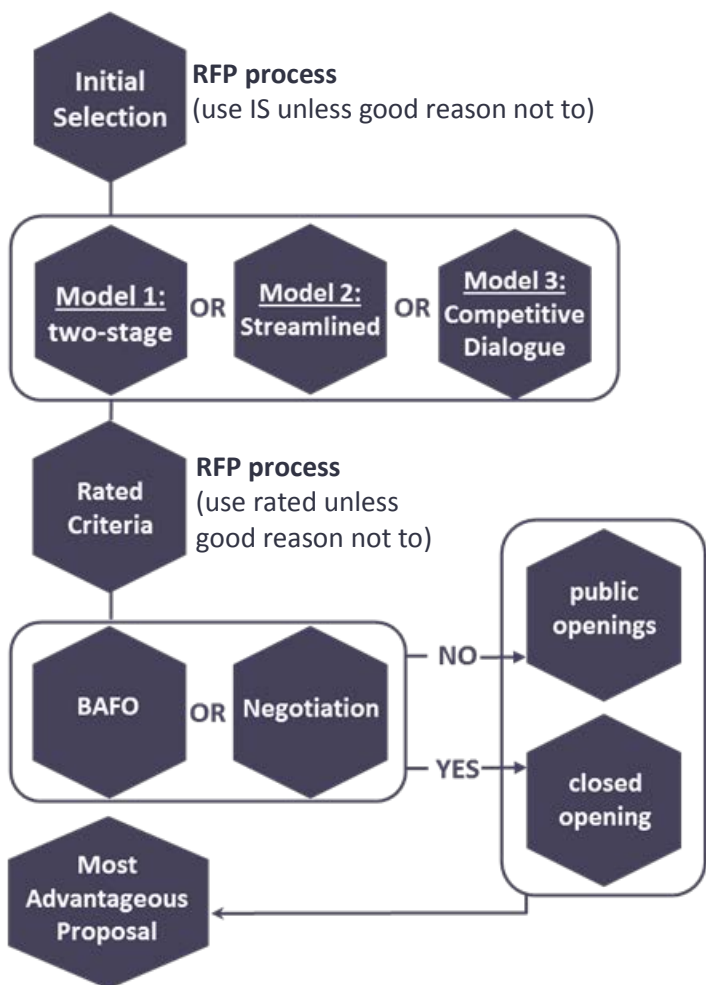 Initial
Selection
RFP process
(use IS unless good reason not to)
Model 1:
two-stage
OR
Model 2:
Streamlined
OR
Model 3:
Competitive
Dialogue
Rated
Criteria
RFP process
(use rated unless
good reason not to)
BAFO
OR
Negotiation
NO
YES
public
openings
closed
opening
Most
Advantageous
Proposal